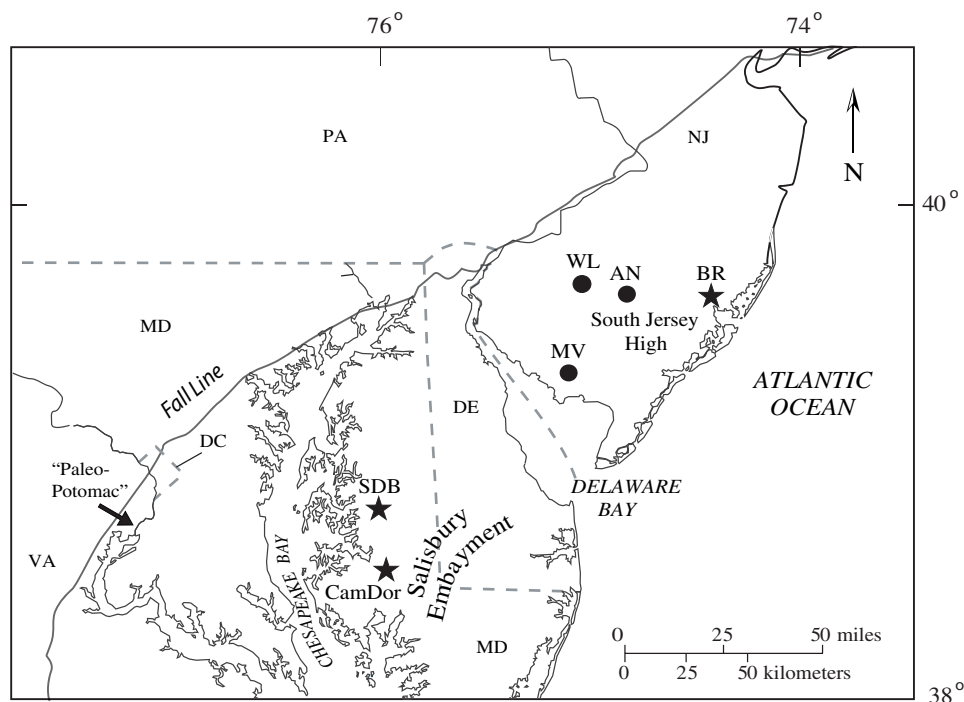 76°
74°
PA
NJ
N
40°
WL
AN
BR
South Jersey
High
MD
MV
Fall Line
ATLANTIC
OCEAN
DE
DC
“Paleo-
Potomac”
SDB
DELAWARE
BAY
VA
CHESAPEAKE BAY
CamDor
Salisbury
Embayment
MD
0 25 50 miles
0 25 50 kilometers
38°